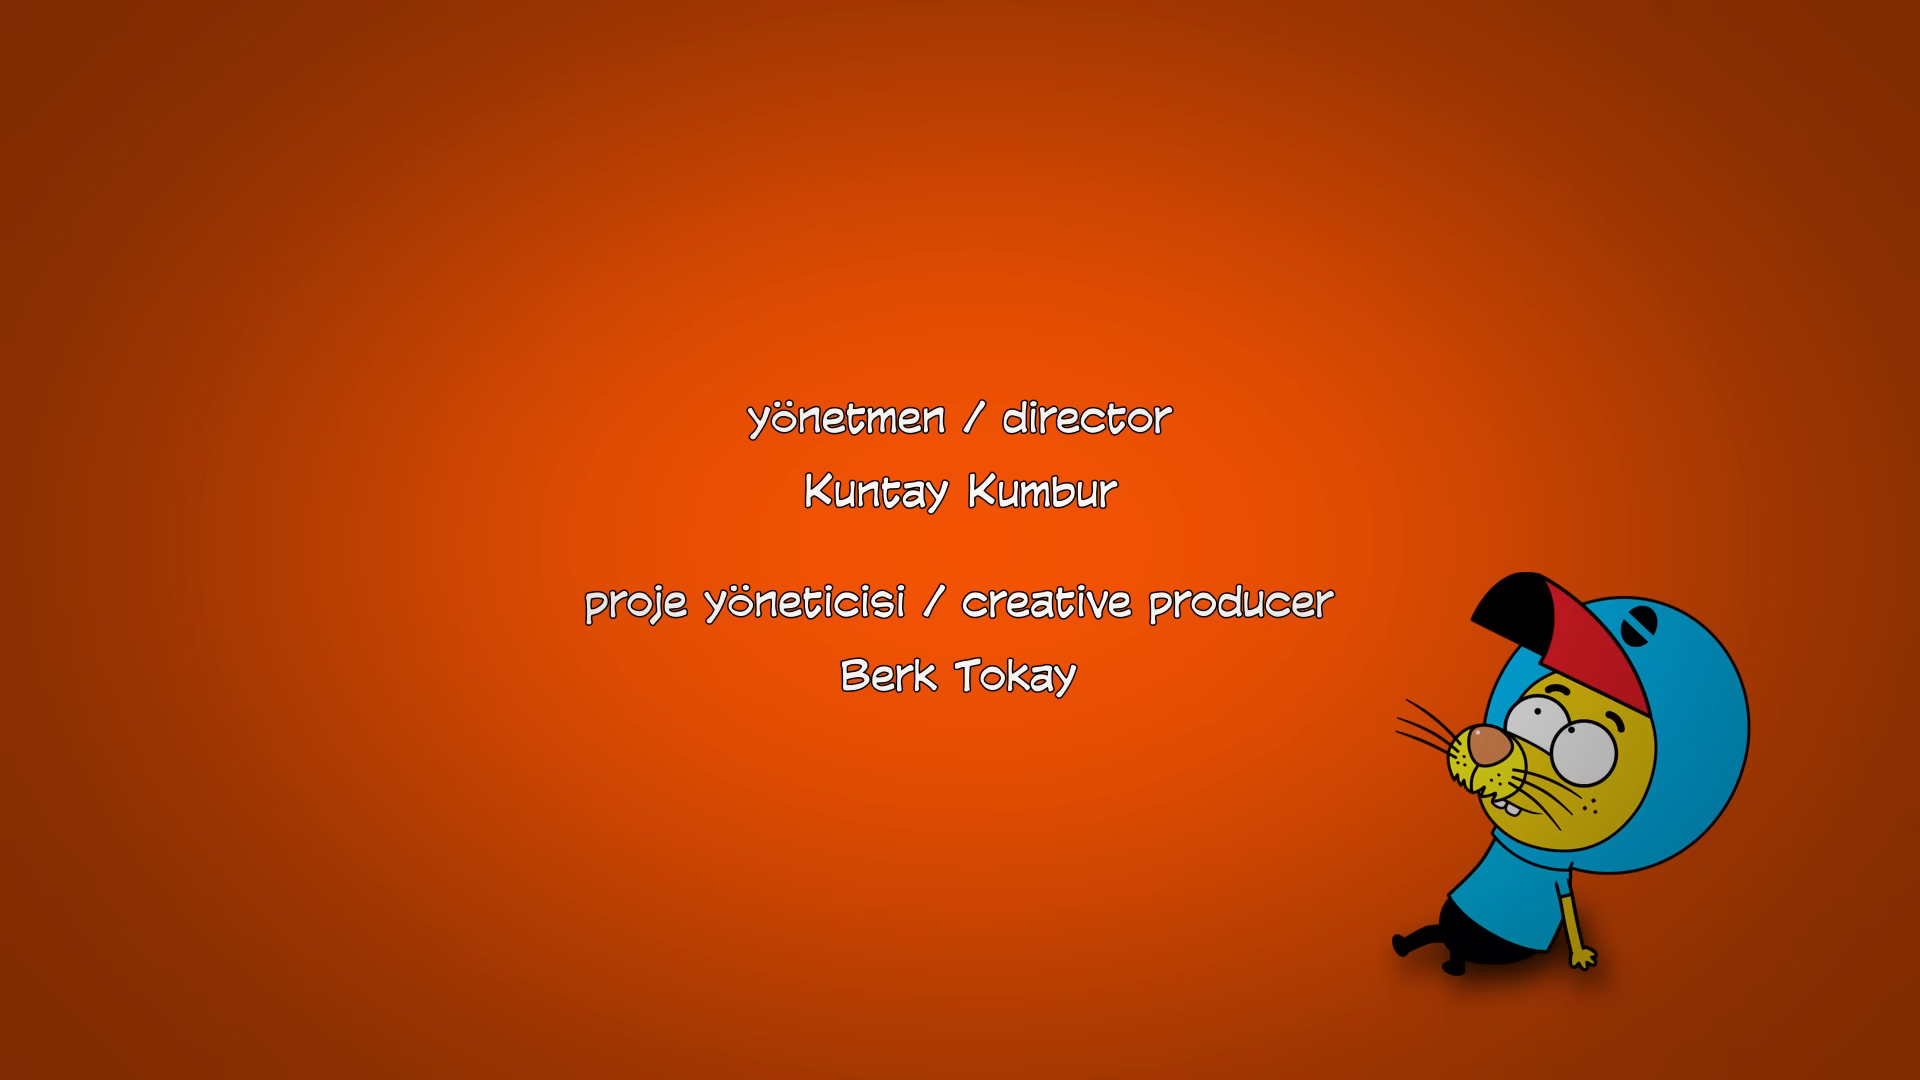 yönetmen / director
Kuntay Kumbur
proje yöneticisi / creative producer
Berk Tokay